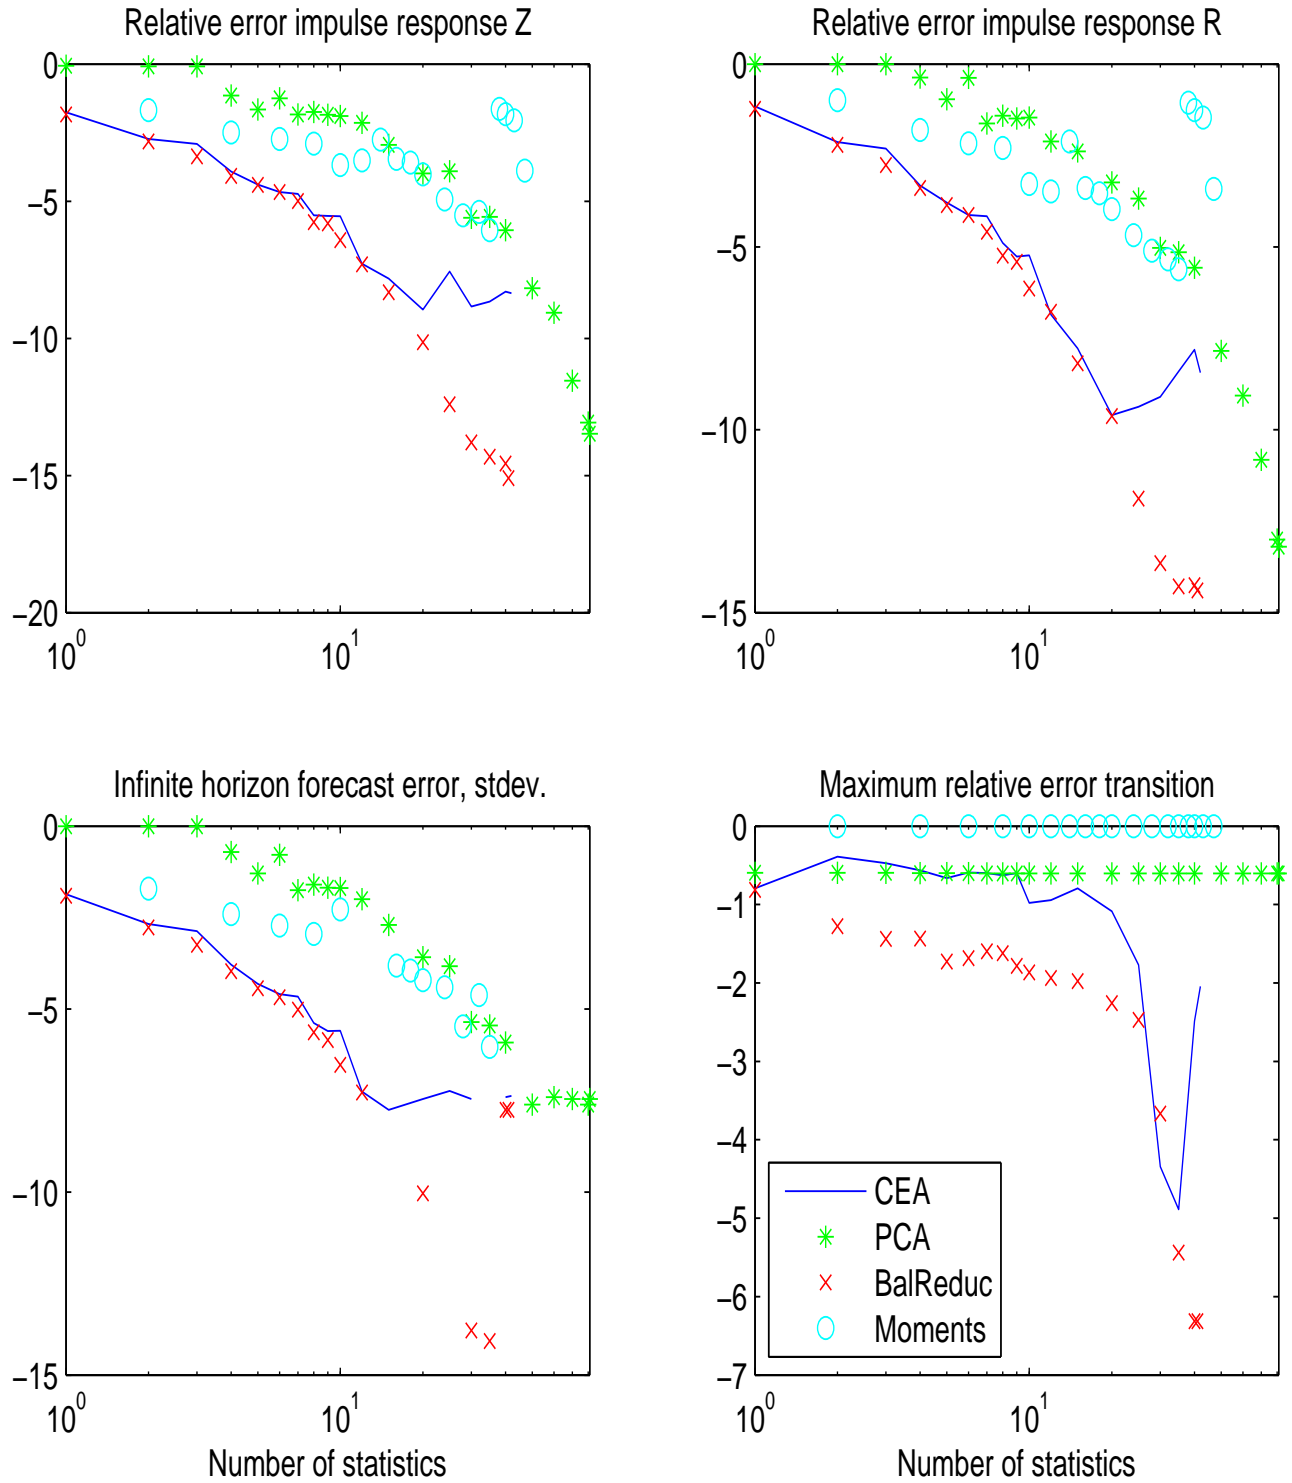 Relative error impulse response Z
0
−5
−10
−15
−20
10^0
10^1
Relative error impulse response R
0
−5
−10
−15
10^0
10^1
Infinite horizon forecast error, stdev.
0
−5
−10
−15
10^0
10^1
Number of statistics
Maximum relative error transition
0
−1
−2
−3
−4
−5
−6
−7
10^0
10^1
CEA
PCA
BalReduc
Moments
Number of statistics